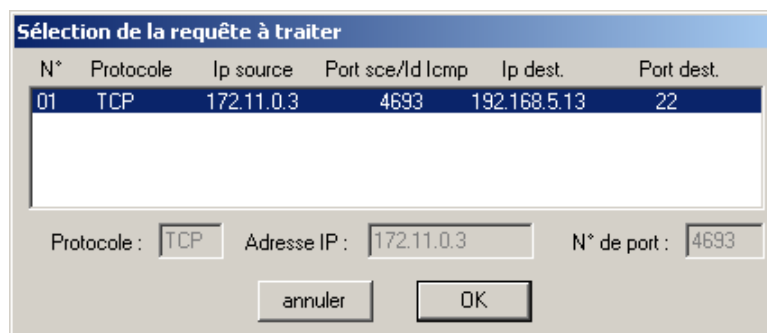 Sélection de la requête à traiter
N° Protocole Ip source Port sce/Id Icmp Ip dest. Port dest.
01 TCP 172.11.0.3 4693 192.168.5.13 22
Protocole : TCP Adresse IP : 172.11.0.3 N° de port : 4693
annuler OK